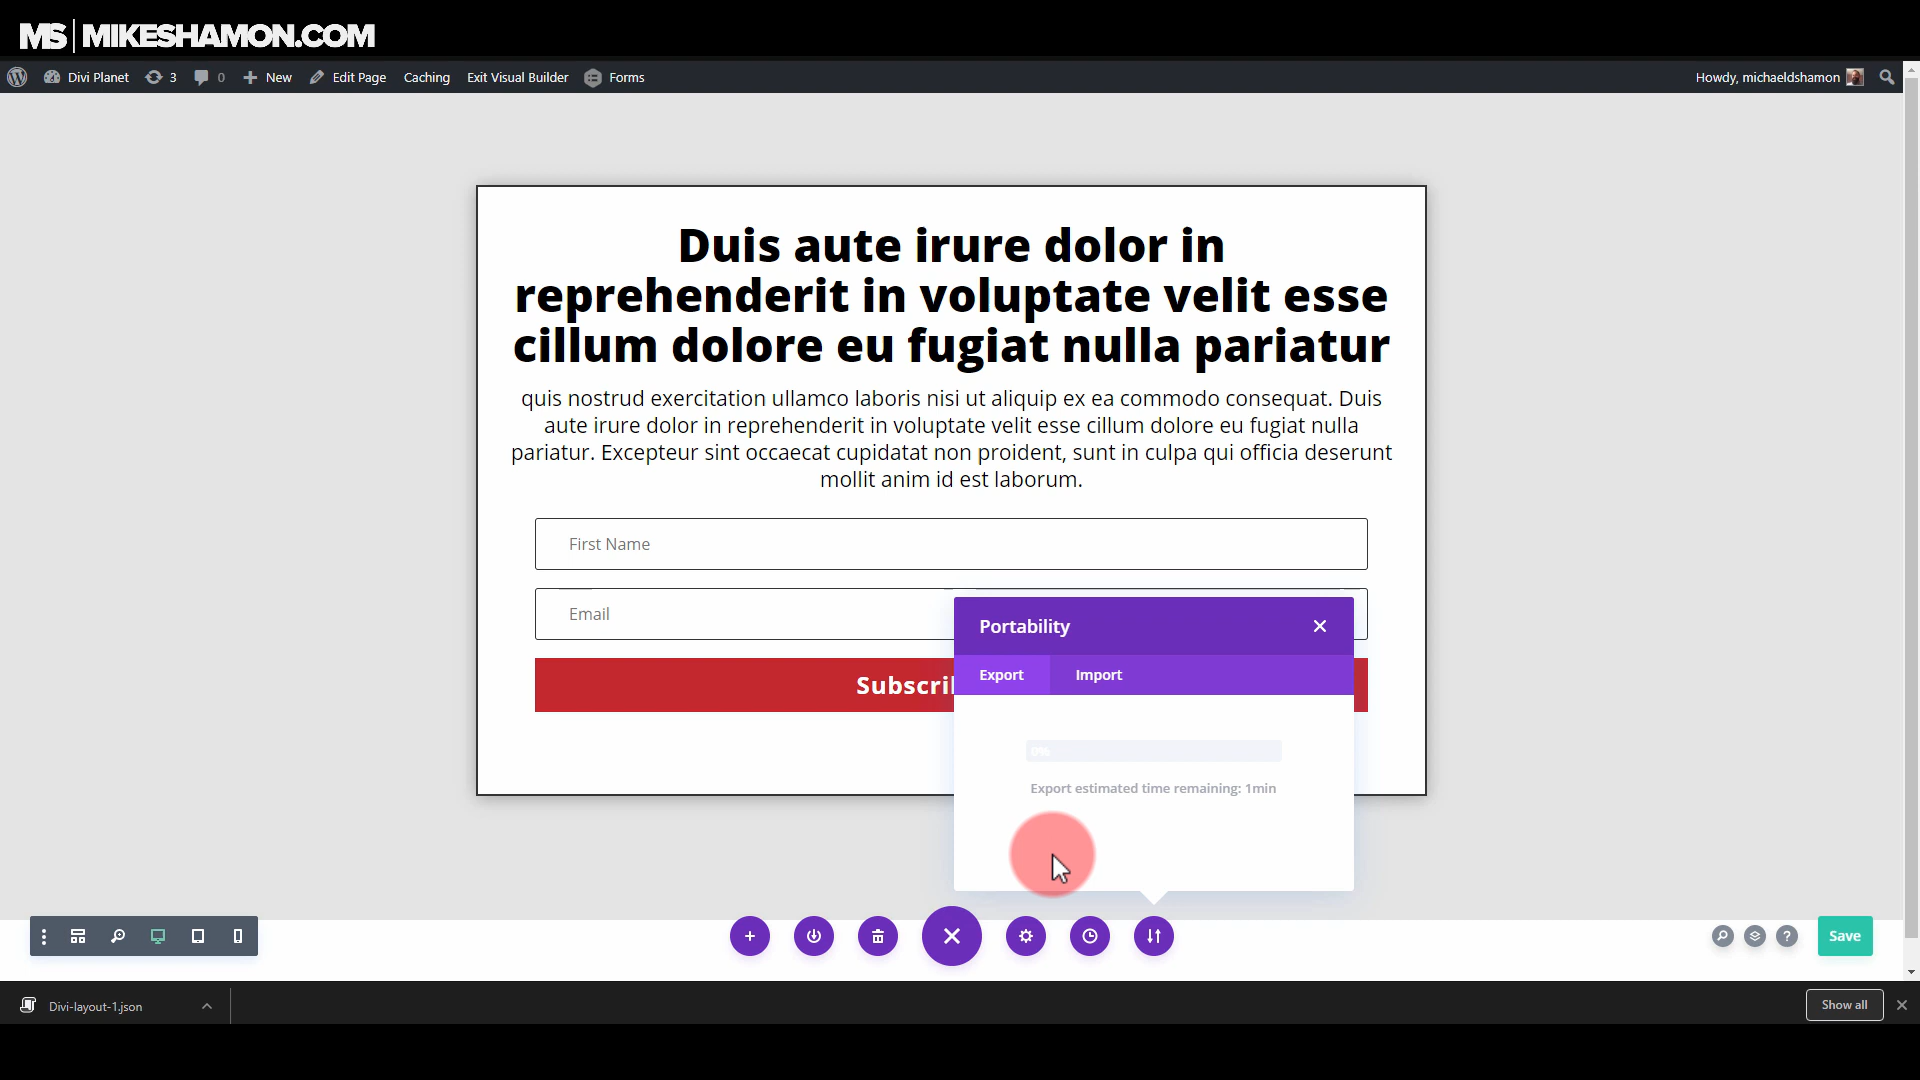 MS | MIKESHAMON.COM
Divi Planet 3 0 New Edit Page Caching Exit Visual Builder Forms Howdy, michaeldshamon
Duis aute irure dolor in
reprehenderit in voluptate velit esse
cillum dolore eu fugiat nulla pariatur
quis nostrud exercitation ullamco laboris nisi ut aliquip ex ea commodo consequat. Duis
aute irure dolor in reprehenderit in voluptate velit esse cillum dolore eu fugiat nulla
pariatur. Excepteur sint occaecat cupidatat non proident, sunt in culpa qui officia deserunt
mollit anim id est laborum.
First Name
Email
Subscri
Portability
Export Import
0%
Export estimated time remaining: 1min
Save
Divi-layout-1.json
Show all